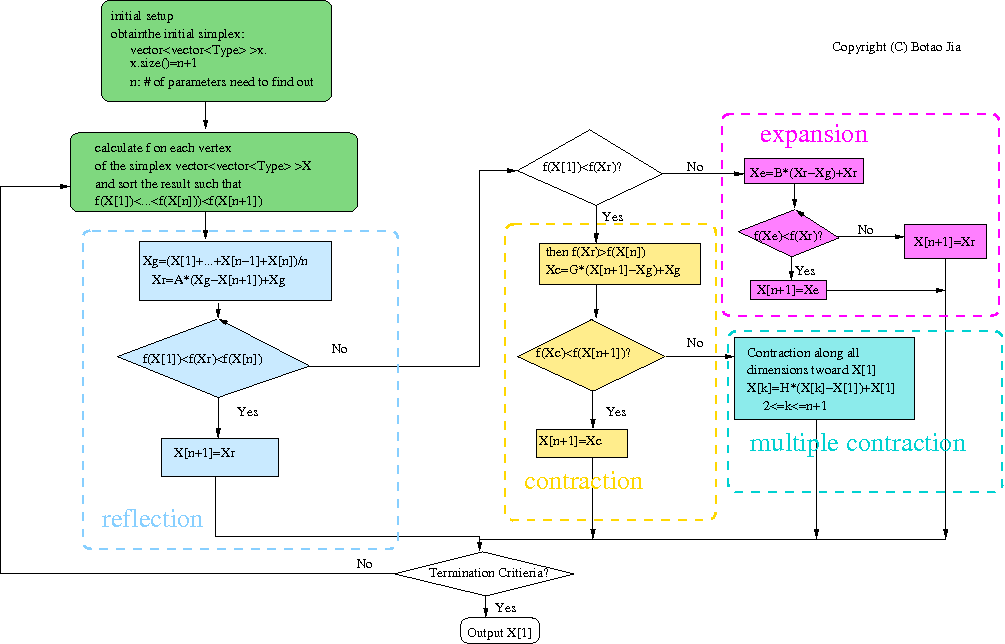 initial setup
obtainthe initial simplex:
vector<vector<Type> >x.
x.size()=n+1
n: # of parameters need to find out
Copyright (C) Botao Jia
calculate f on each vertex
of the simplex vector<vector<Type> >X
and sort the result such that
f(X[1])<...<f(X[n]))<f(X[n+1])
Xg=(X[1]+...+X[n-1]+X[n])/n
Xr=A*(Xg-X[n+1])+Xg
f(X[1])<f(Xr)<f(X[n])
No
Yes
X[n+1]=Xr
reflection
f(X[1])<f(Xr)?
No
Yes
then f(Xr)>f(X[n])
Xc=G*(X[n+1]-Xg)+Xg
f(Xc)<f(X[n+1])?
No
Yes
X[n+1]=Xc
contraction
expansion
Xe=B*(Xr-Xg)+Xr
f(Xe)<f(Xr)?
No
X[n+1]=Xr
Yes
X[n+1]=Xe
Contraction along all
dimensions twoard X[1]
X[k]=H*(X[k]-X[1])+X[1]
2<=k<=n+1
multiple contraction
No
Termination Critieria?
Yes
Output X[1]